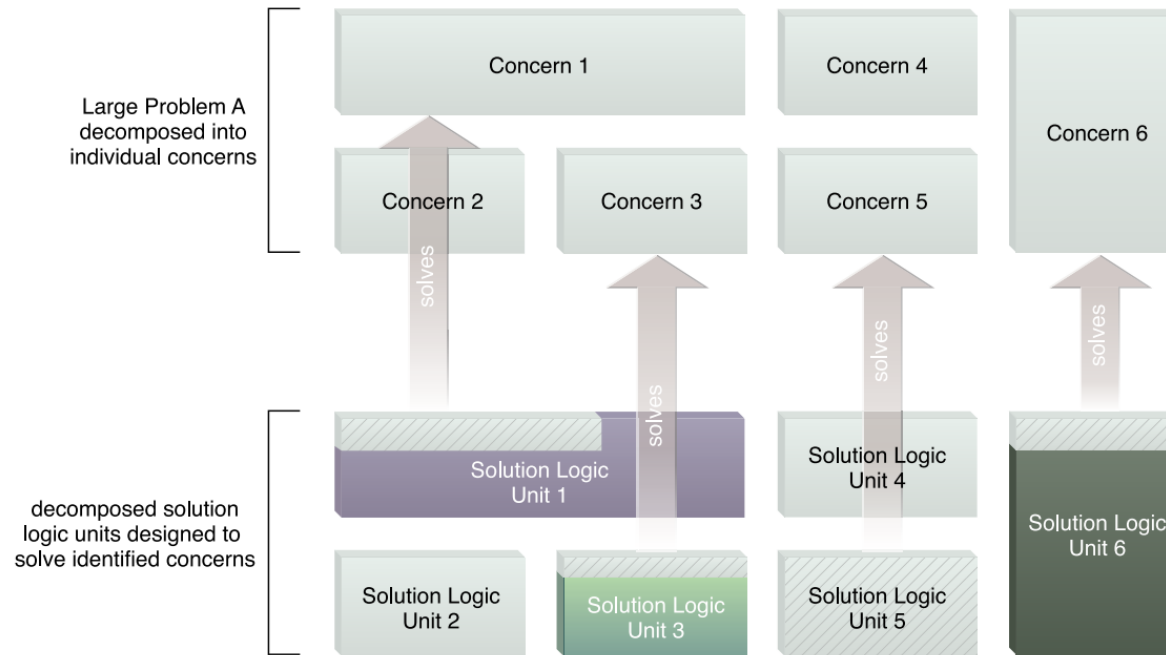 Large Problem A
decomposed into
individual concerns
Concern 1
Concern 4
Concern 6
Concern 2
Concern 3
Concern 5
solves
solves
solves
solves
decomposed solution
logic units designed to
solve identified concerns
Solution Logic
Unit 1
Solution Logic
Unit 4
Solution Logic
Unit 6
Solution Logic
Unit 2
Solution Logic
Unit 3
Solution Logic
Unit 5